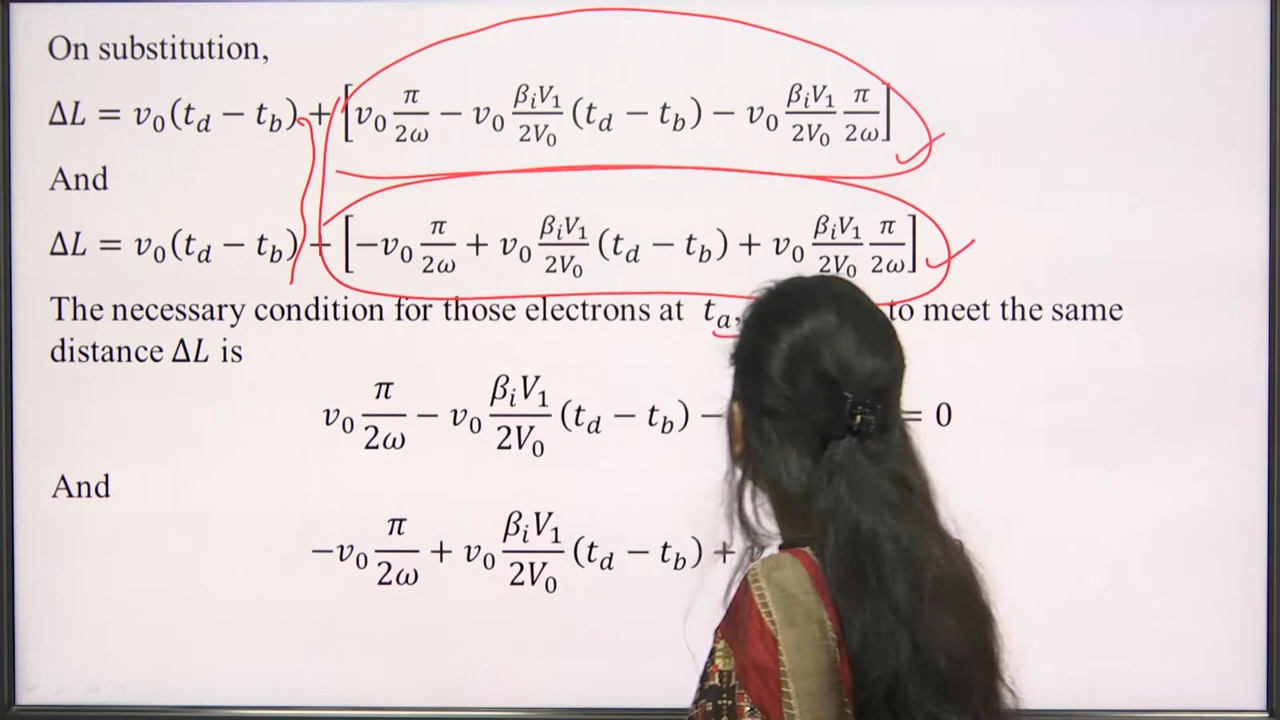 On substitution,
ΔL = v₀(t_d − t_b) + [v₀ π/2ω − v₀ β_iV₁/2V₀ (t_d − t_b) − v₀ β_iV₁/2V₀ π/2ω]
And
ΔL = v₀(t_d − t_b) + [−v₀ π/2ω + v₀ β_iV₁/2V₀ (t_d − t_b) + v₀ β_iV₁/2V₀ π/2ω]
The necessary condition for those electrons at t_a, to meet the same
distance ΔL is
v₀ π/2ω − v₀ β_iV₁/2V₀ (t_d − t_b) − = 0
And
−v₀ π/2ω + v₀ β_iV₁/2V₀ (t_d − t_b) +